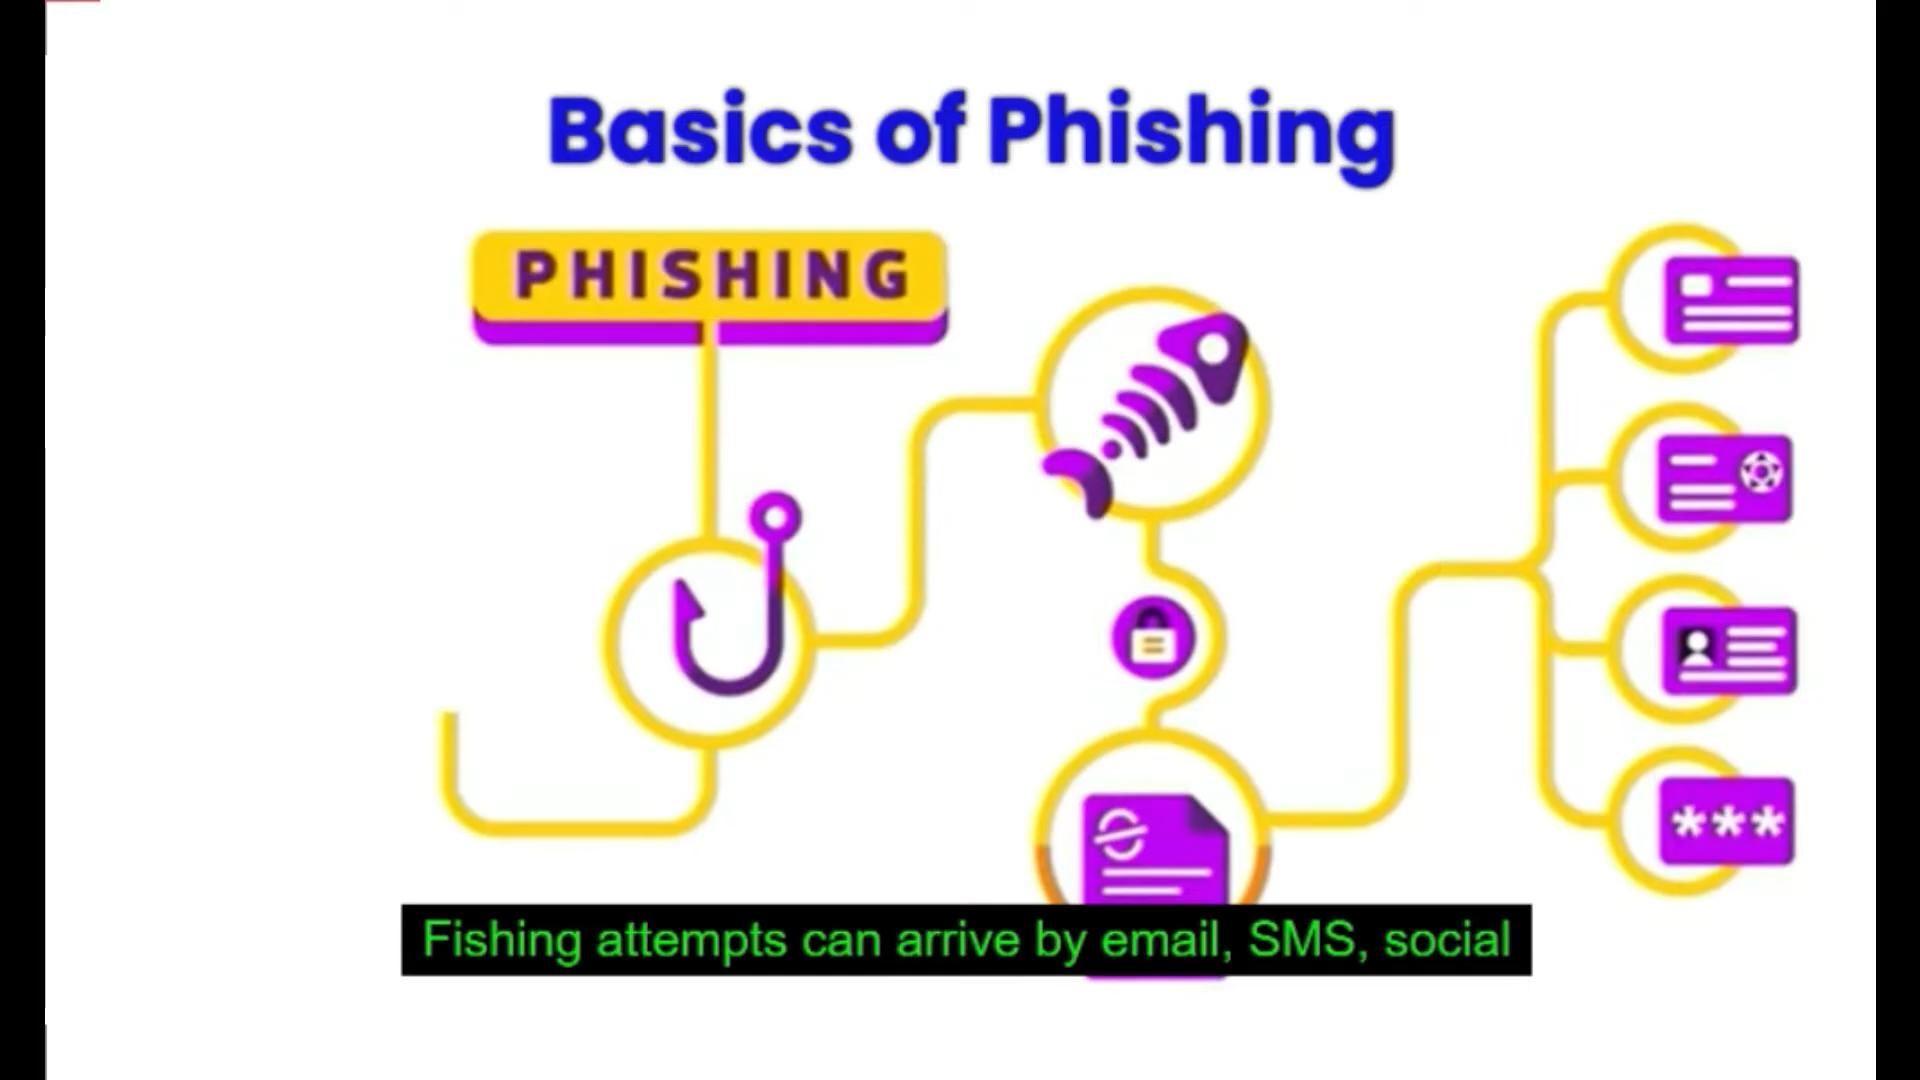 Basics of Phishing
PHISHING
***
Fishing attempts can arrive by email, SMS, social